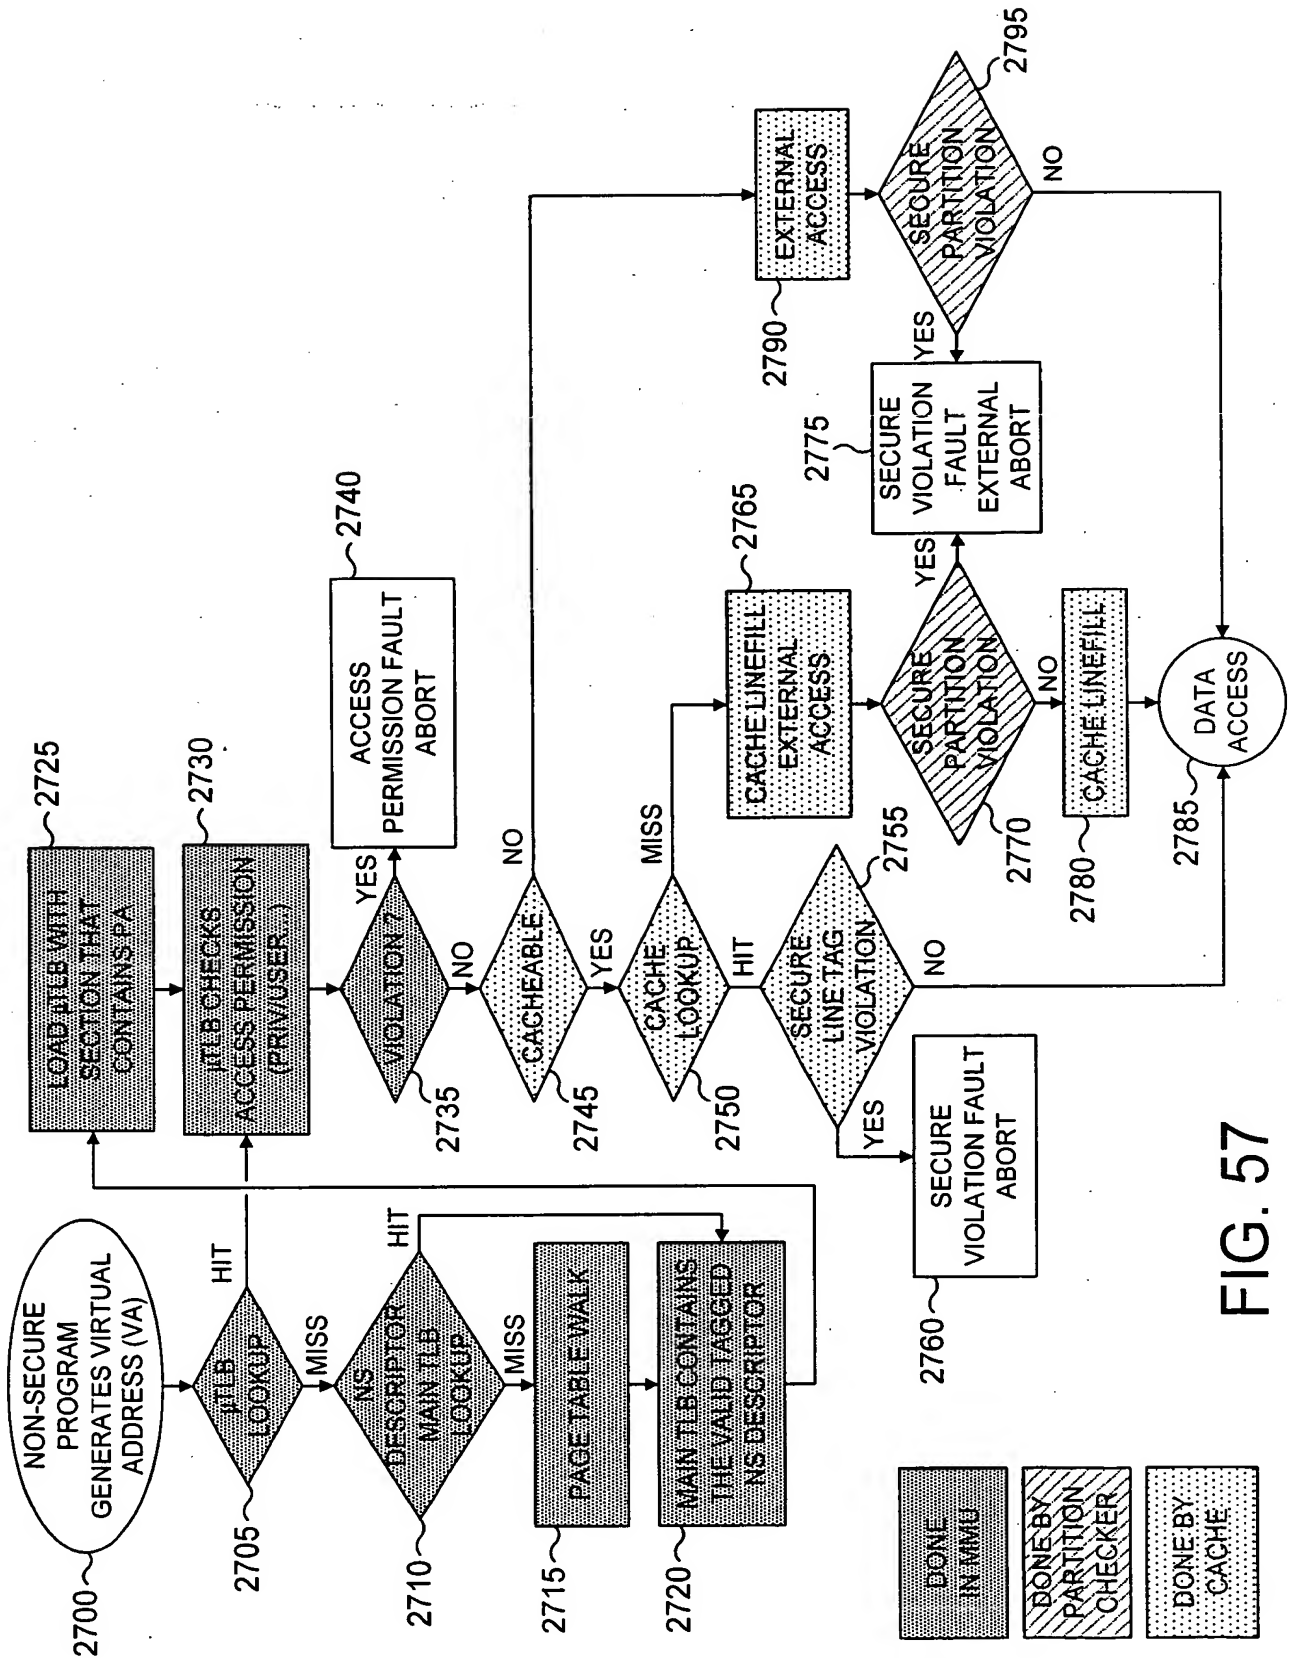 NON-SECURE
PROGRAM
GENERATES VIRTUAL
ADDRESS (VA)
2700
µTLB
LOOKUP
2705
HIT
MISS
NS
DESCRIPTOR
MAIN TLB
LOOKUP
2710
HIT
MISS
PAGE TABLE WALK
2715
MAIN TLB CONTAINS
THE VALID TAGGED
NS DESCRIPTOR
2720
LOAD µTLB WITH
SECTION THAT
CONTAINS PA
2725
µTLB CHECKS
ACCESS PERMISSION
(PRIV/USER..)
2730
VIOLATION ?
2735
YES
NO
ACCESS
PERMISSION FAULT
ABORT
2740
CACHEABLE
2745
NO
YES
CACHE
LOOKUP
2750
MISS
HIT
SECURE
LINE TAG
VIOLATION
2755
YES
NO
SECURE
VIOLATION FAULT
ABORT
2760
CACHE LINEFILL
EXTERNAL
ACCESS
2765
SECURE
PARTITION
VIOLATION
2770
YES
NO
SECURE
VIOLATION
FAULT
EXTERNAL
ABORT
2775
CACHE LINEFILL
2780
DATA
ACCESS
2785
EXTERNAL
ACCESS
2790
SECURE
PARTITION
VIOLATION
2795
YES
NO
DONE
IN MMU
DONE BY
PARTITION
CHECKER
DONE BY
CACHE
FIG. 57